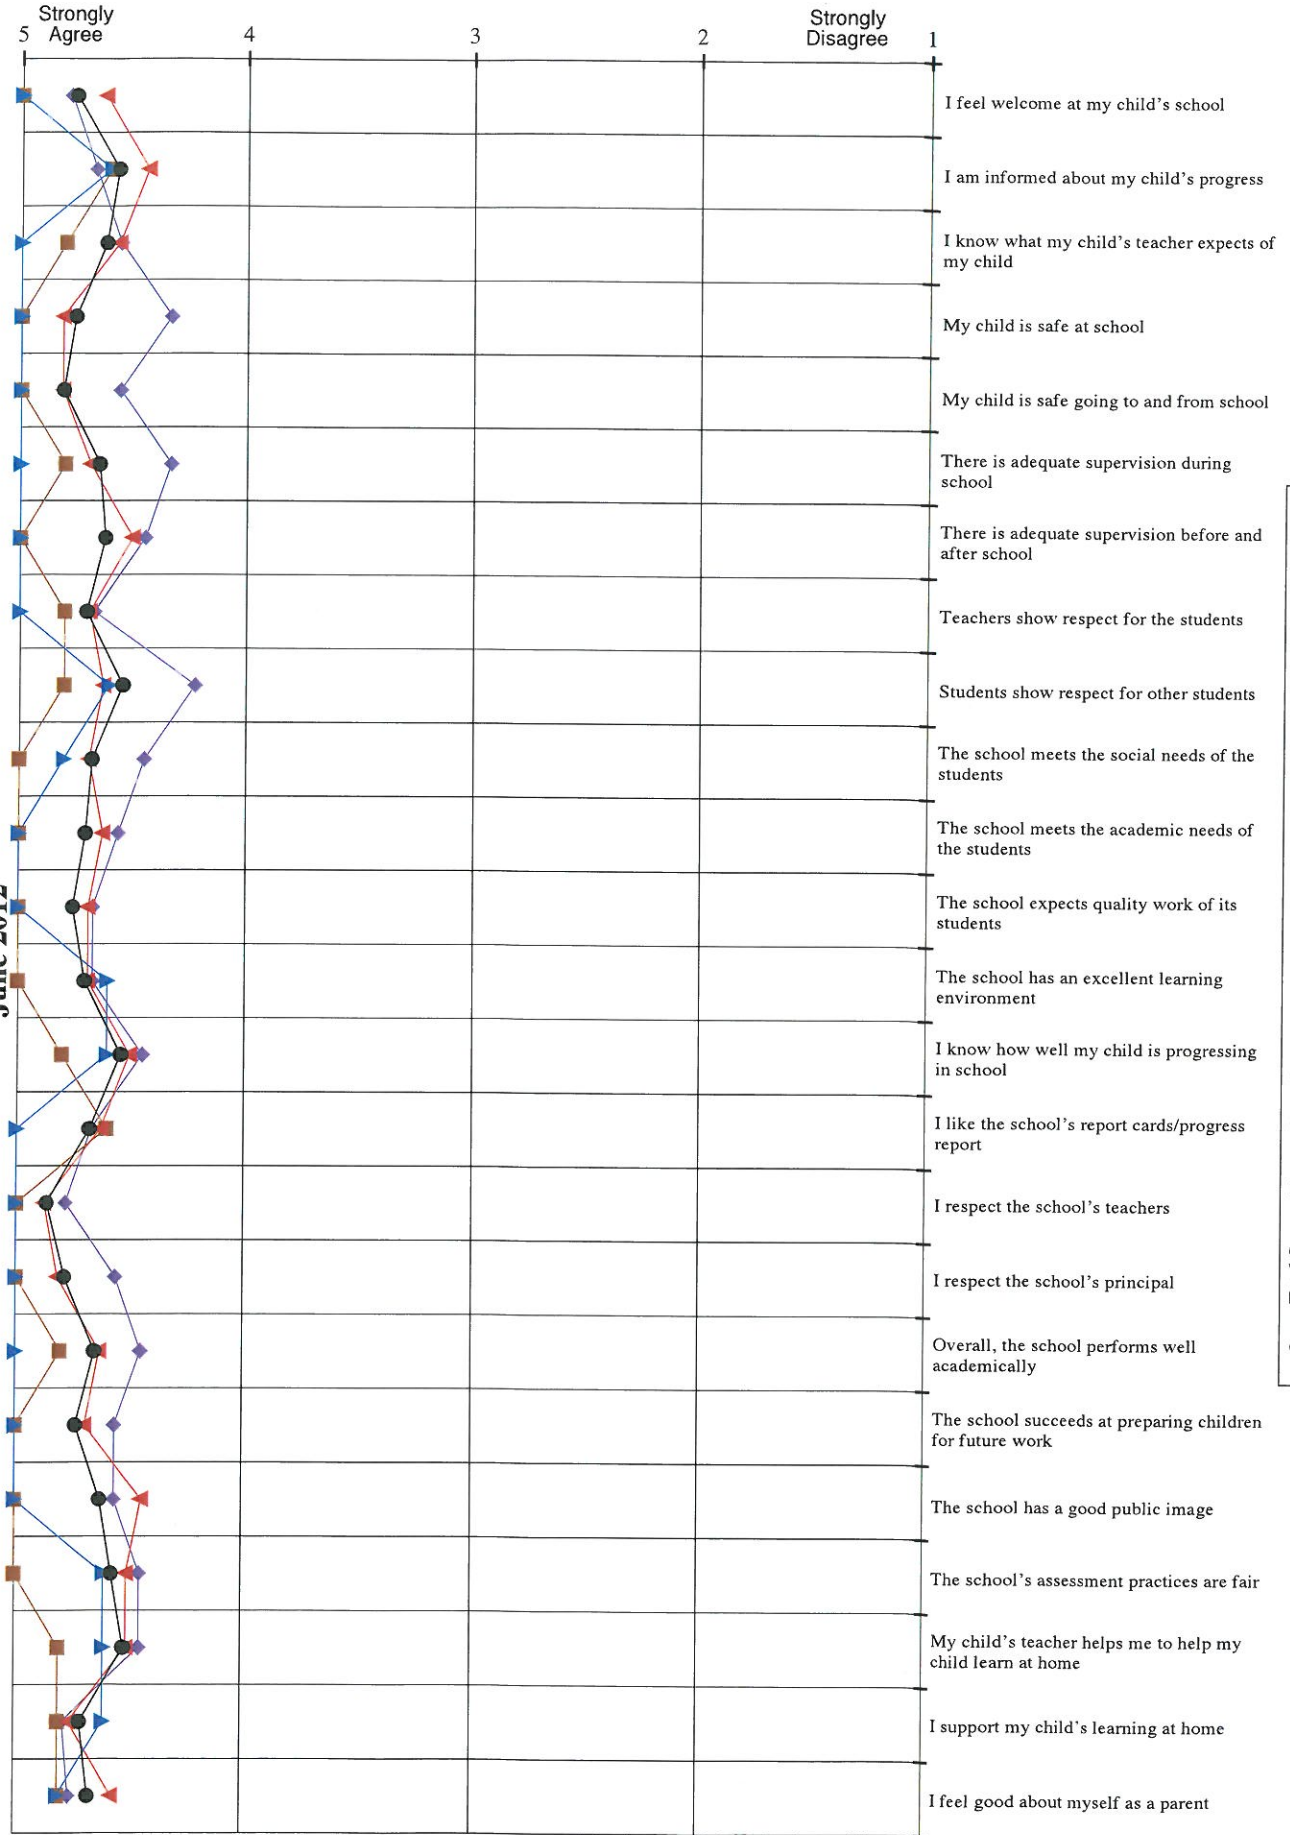 Strongly
Agree
Strongly
Disagree
5
4
3
2
1
I feel welcome at my child's school
I am informed about my child's progress
I know what my child's teacher expects of
my child
My child is safe at school
My child is safe going to and from school
There is adequate supervision during
school
There is adequate supervision before and
after school
Teachers show respect for the students
Students show respect for other students
The school meets the social needs of the
students
The school meets the academic needs of
the students
The school expects quality work of its
students
The school has an excellent learning
environment
I know how well my child is progressing
in school
I like the school's report cards/progress
report
I respect the school's teachers
I respect the school's principal
Overall, the school performs well
academically
The school succeeds at preparing children
for future work
The school has a good public image
The school's assessment practices are fair
My child's teacher helps me to help my
child learn at home
I support my child's learning at home
I feel good about myself as a parent
June 2012